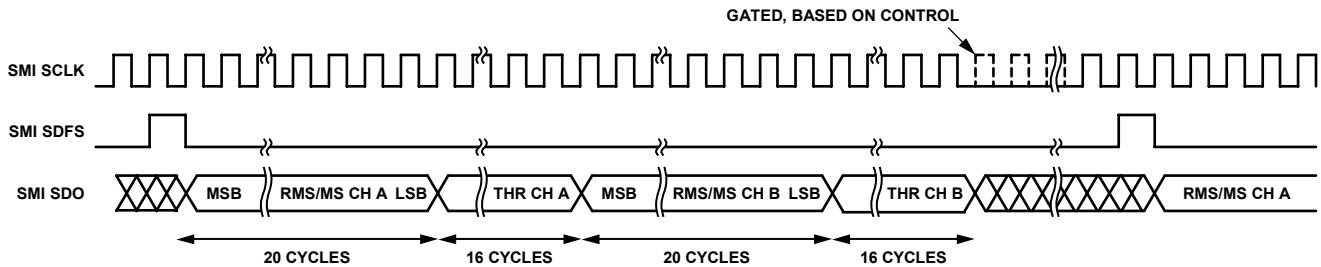 GATED, BASED ON CONTROL
SMI SCLK
SMI SDFS
SMI SDO
MSB RMS/MS CH A LSB THR CH A MSB RMS/MS CH B LSB THR CH B RMS/MS CH A
20 CYCLES 16 CYCLES 20 CYCLES 16 CYCLES